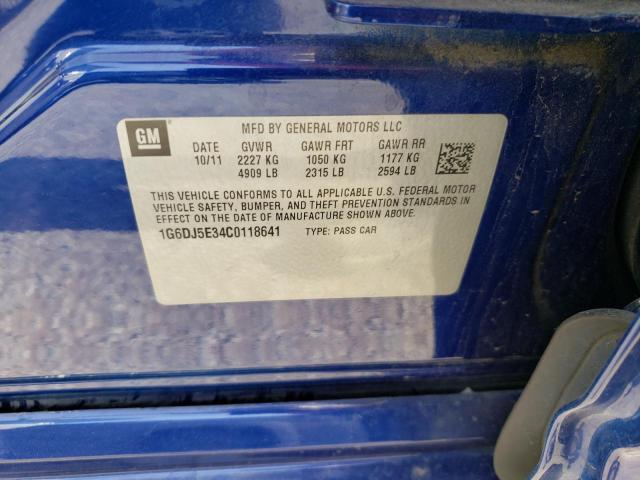 GM
MFD BY GENERAL MOTORS LLC
DATE GVWR GAWR FRT GAWR RR
10/11 2227 KG 1050 KG 1177 KG
4909 LB 2315 LB 2594 LB
THIS VEHICLE CONFORMS TO ALL APPLICABLE U.S. FEDERAL MOTOR
VEHICLE SAFETY, BUMPER, AND THEFT PREVENTION STANDARDS IN
EFFECT ON THE DATE OF MANUFACTURE SHOWN ABOVE.
1G6DJ5E34C0118641 TYPE: PASS CAR